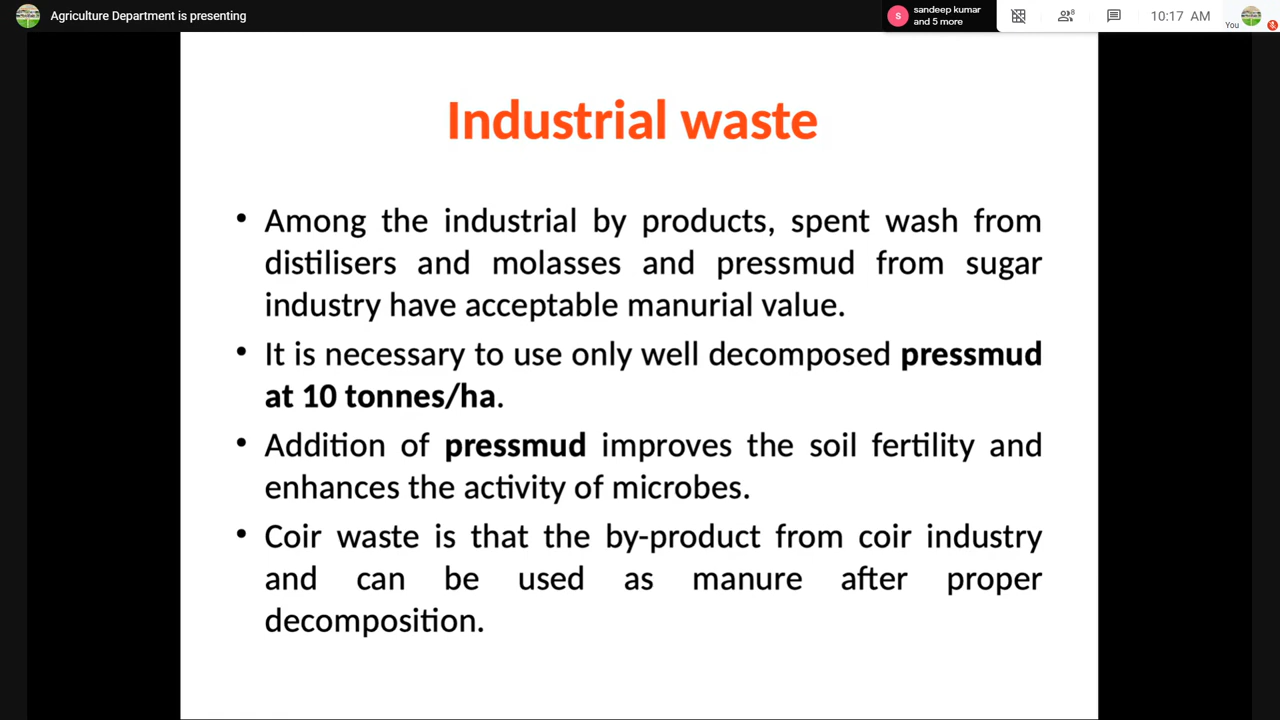 Agriculture Department is presenting
sandeep kumar
and 5 more
S
8
10:17 AM
You
Industrial waste
• Among the industrial by products, spent wash from
distilisers and molasses and pressmud from sugar
industry have acceptable manurial value.
• It is necessary to use only well decomposed pressmud
at 10 tonnes/ha.
• Addition of pressmud improves the soil fertility and
enhances the activity of microbes.
• Coir waste is that the by-product from coir industry
and can be used as manure after proper
decomposition.